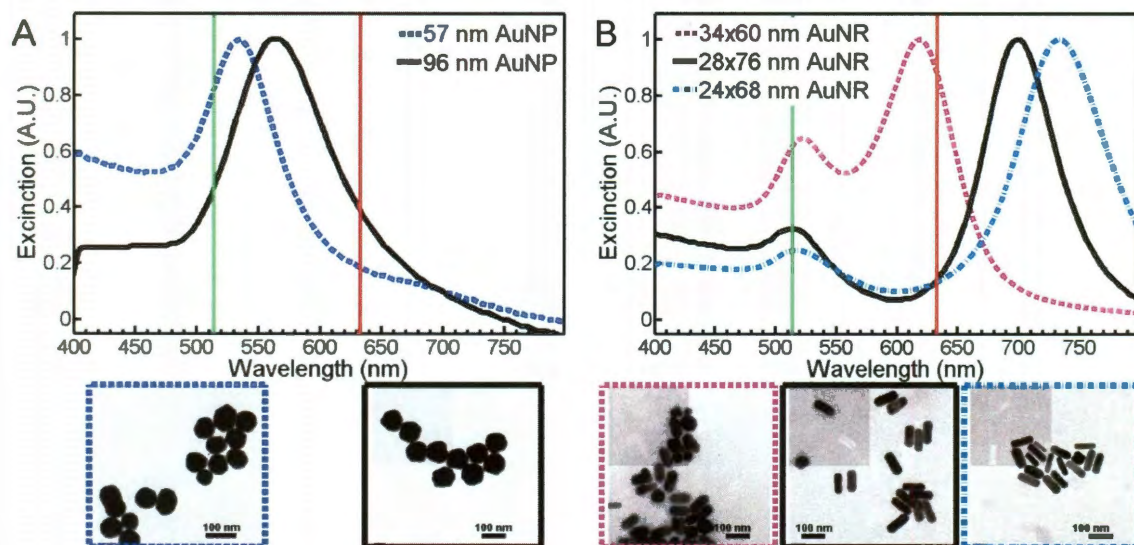 A
57 nm AuNP
96 nm AuNP
Excinction (A.U.)
1
0.8
0.6
0.4
0.2
0
400 450 500 550 600 650 700 750
Wavelength (nm)
100 nm
100 nm
B
34x60 nm AuNR
28x76 nm AuNR
24x68 nm AuNR
Excinction (A.U.)
1
0.8
0.6
0.4
0.2
0
400 450 500 550 600 650 700 750
Wavelength (nm)
100 nm
100 nm
100 nm